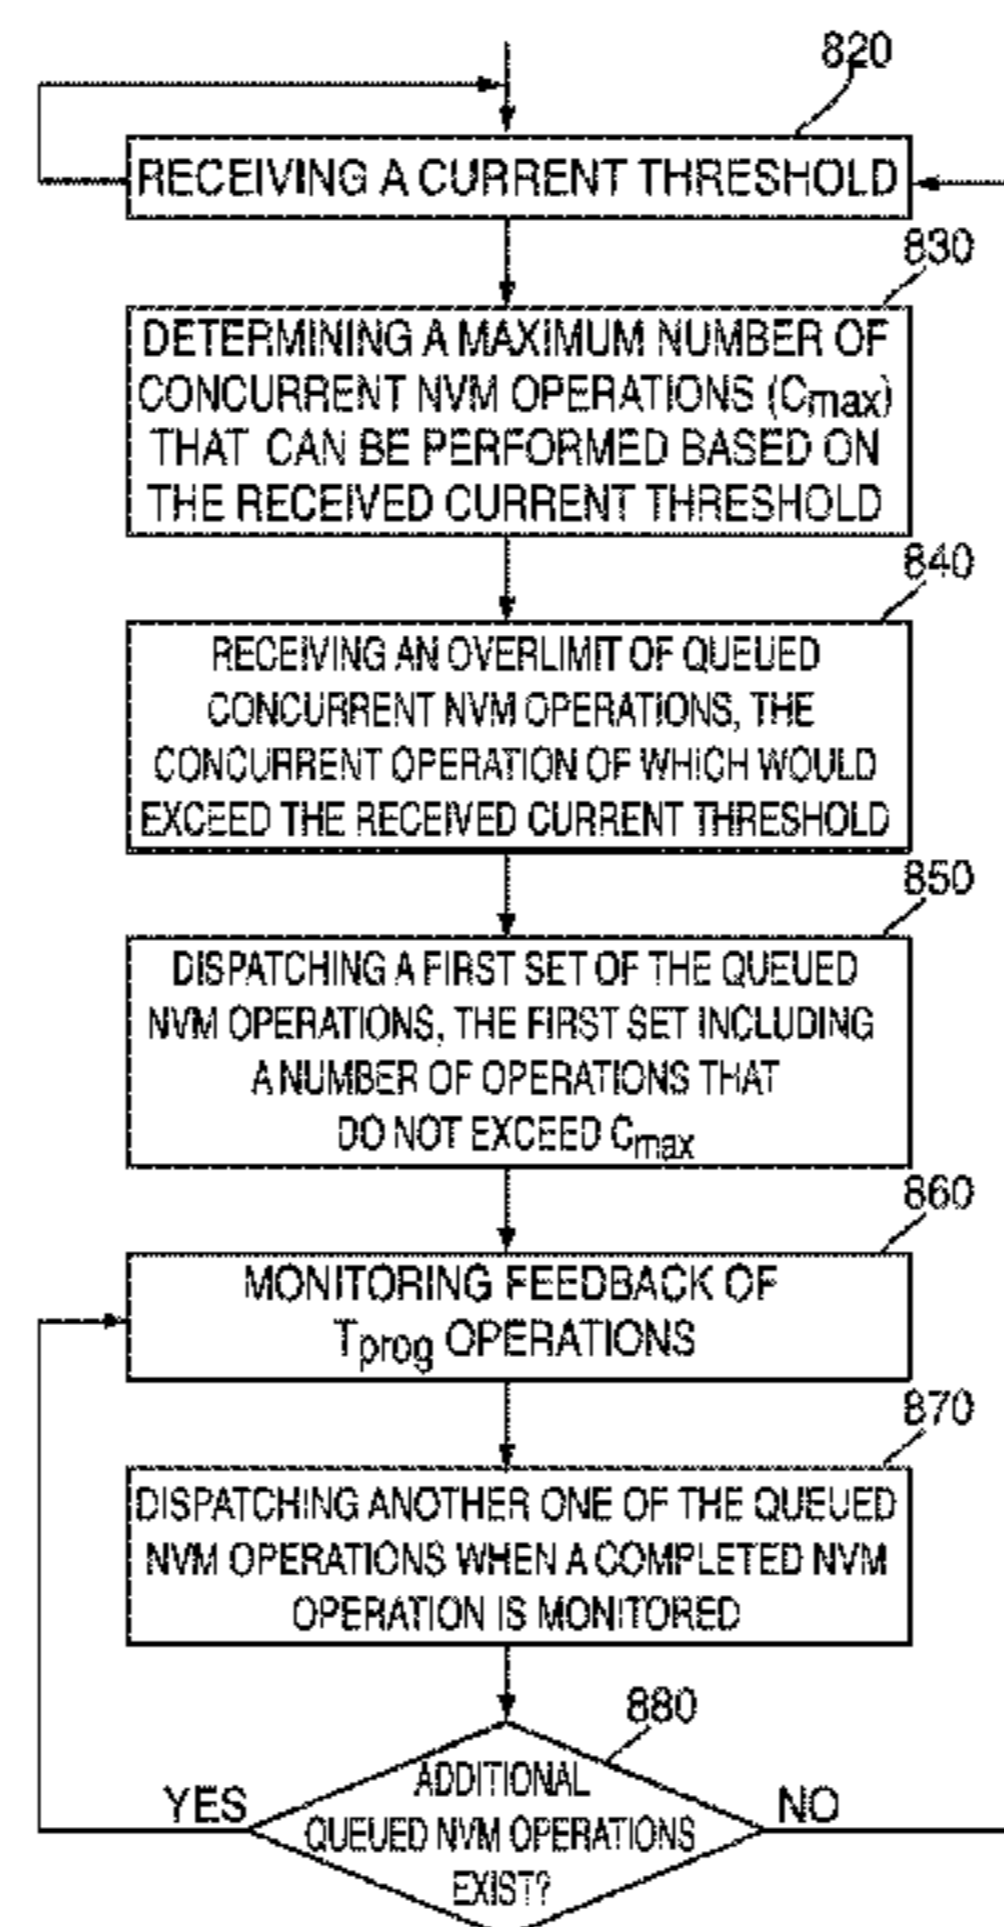 820
RECEIVING A CURRENT THRESHOLD
830
DETERMINING A MAXIMUM NUMBER OF
CONCURRENT NVM OPERATIONS (Cmax)
THAT CAN BE PERFORMED BASED ON
THE RECEIVED CURRENT THRESHOLD
840
RECEIVING AN OVERLIMIT OF QUEUED
CONCURRENT NVM OPERATIONS, THE
CONCURRENT OPERATION OF WHICH WOULD
EXCEED THE RECEIVED CURRENT THRESHOLD
850
DISPATCHING A FIRST SET OF THE QUEUED
NVM OPERATIONS, THE FIRST SET INCLUDING
A NUMBER OF OPERATIONS THAT
DO NOT EXCEED Cmax
860
MONITORING FEEDBACK OF
Tprog OPERATIONS
870
DISPATCHING ANOTHER ONE OF THE QUEUED
NVM OPERATIONS WHEN A COMPLETED NVM
OPERATION IS MONITORED
880
YES
ADDITIONAL
QUEUED NVM OPERATIONS
EXIST?
NO